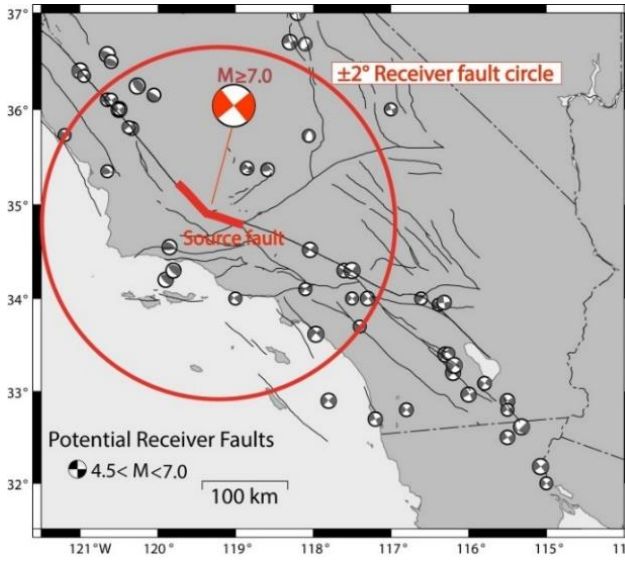 37°
M≥7.0
±2° Receiver fault circle
36°
35°
Source fault
34°
33°
Potential Receiver Faults
4.5< M <7.0
32°
100 km
121°W 120° 119° 118° 117° 116° 115° 11